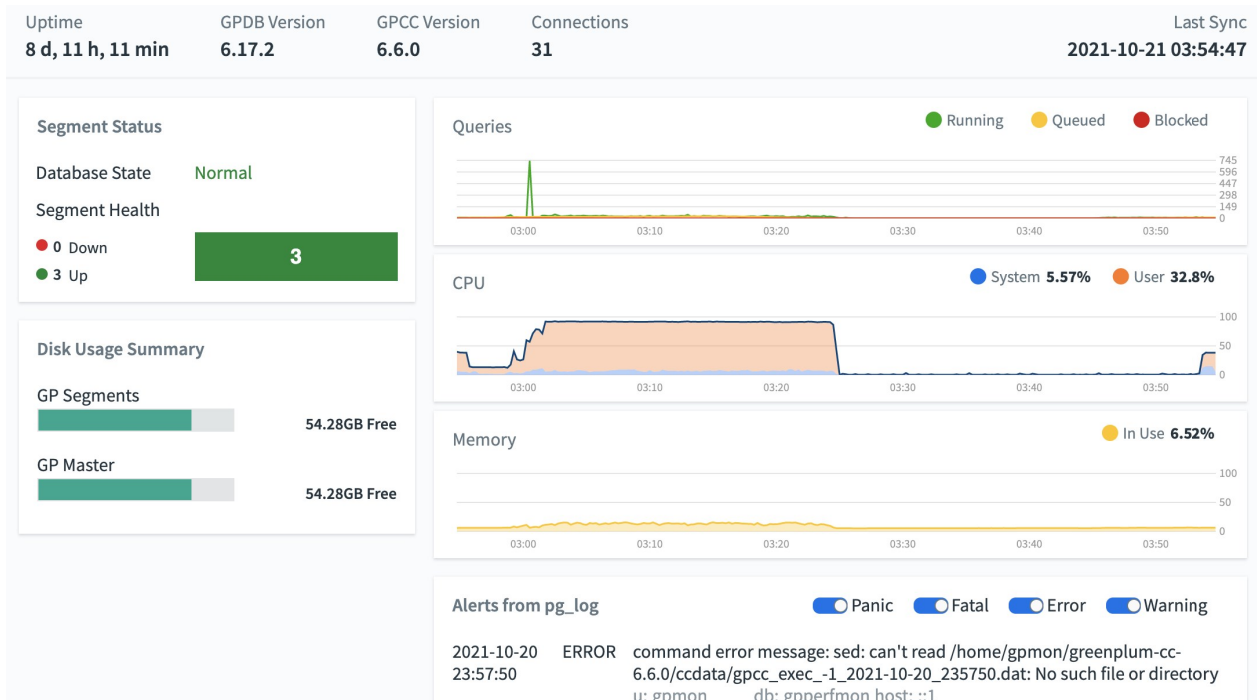 Uptime GPDB Version GPCC Version Connections Last Sync
8 d, 11 h, 11 min 6.17.2 6.6.0 31 2021-10-21 03:54:47
Segment Status
Database State Normal
Segment Health
0 Down
3 Up
3
Disk Usage Summary
GP Segments
54.28GB Free
GP Master
54.28GB Free
Queries Running Queued Blocked
745
596
447
298
149
0
03:00 03:10 03:20 03:30 03:40 03:50
CPU System 5.57% User 32.8%
100
50
0
03:00 03:10 03:20 03:30 03:40 03:50
Memory In Use 6.52%
100
50
0
03:00 03:10 03:20 03:30 03:40 03:50
Alerts from pg_log Panic Fatal Error Warning
2021-10-20 ERROR command error message: sed: can't read /home/gpmon/greenplum-cc-
23:57:50 6.6.0/ccdata/gpcc_exec_-1_2021-10-20_235750.dat: No such file or directory
u: gpmon db: gpperfmon host: ::1